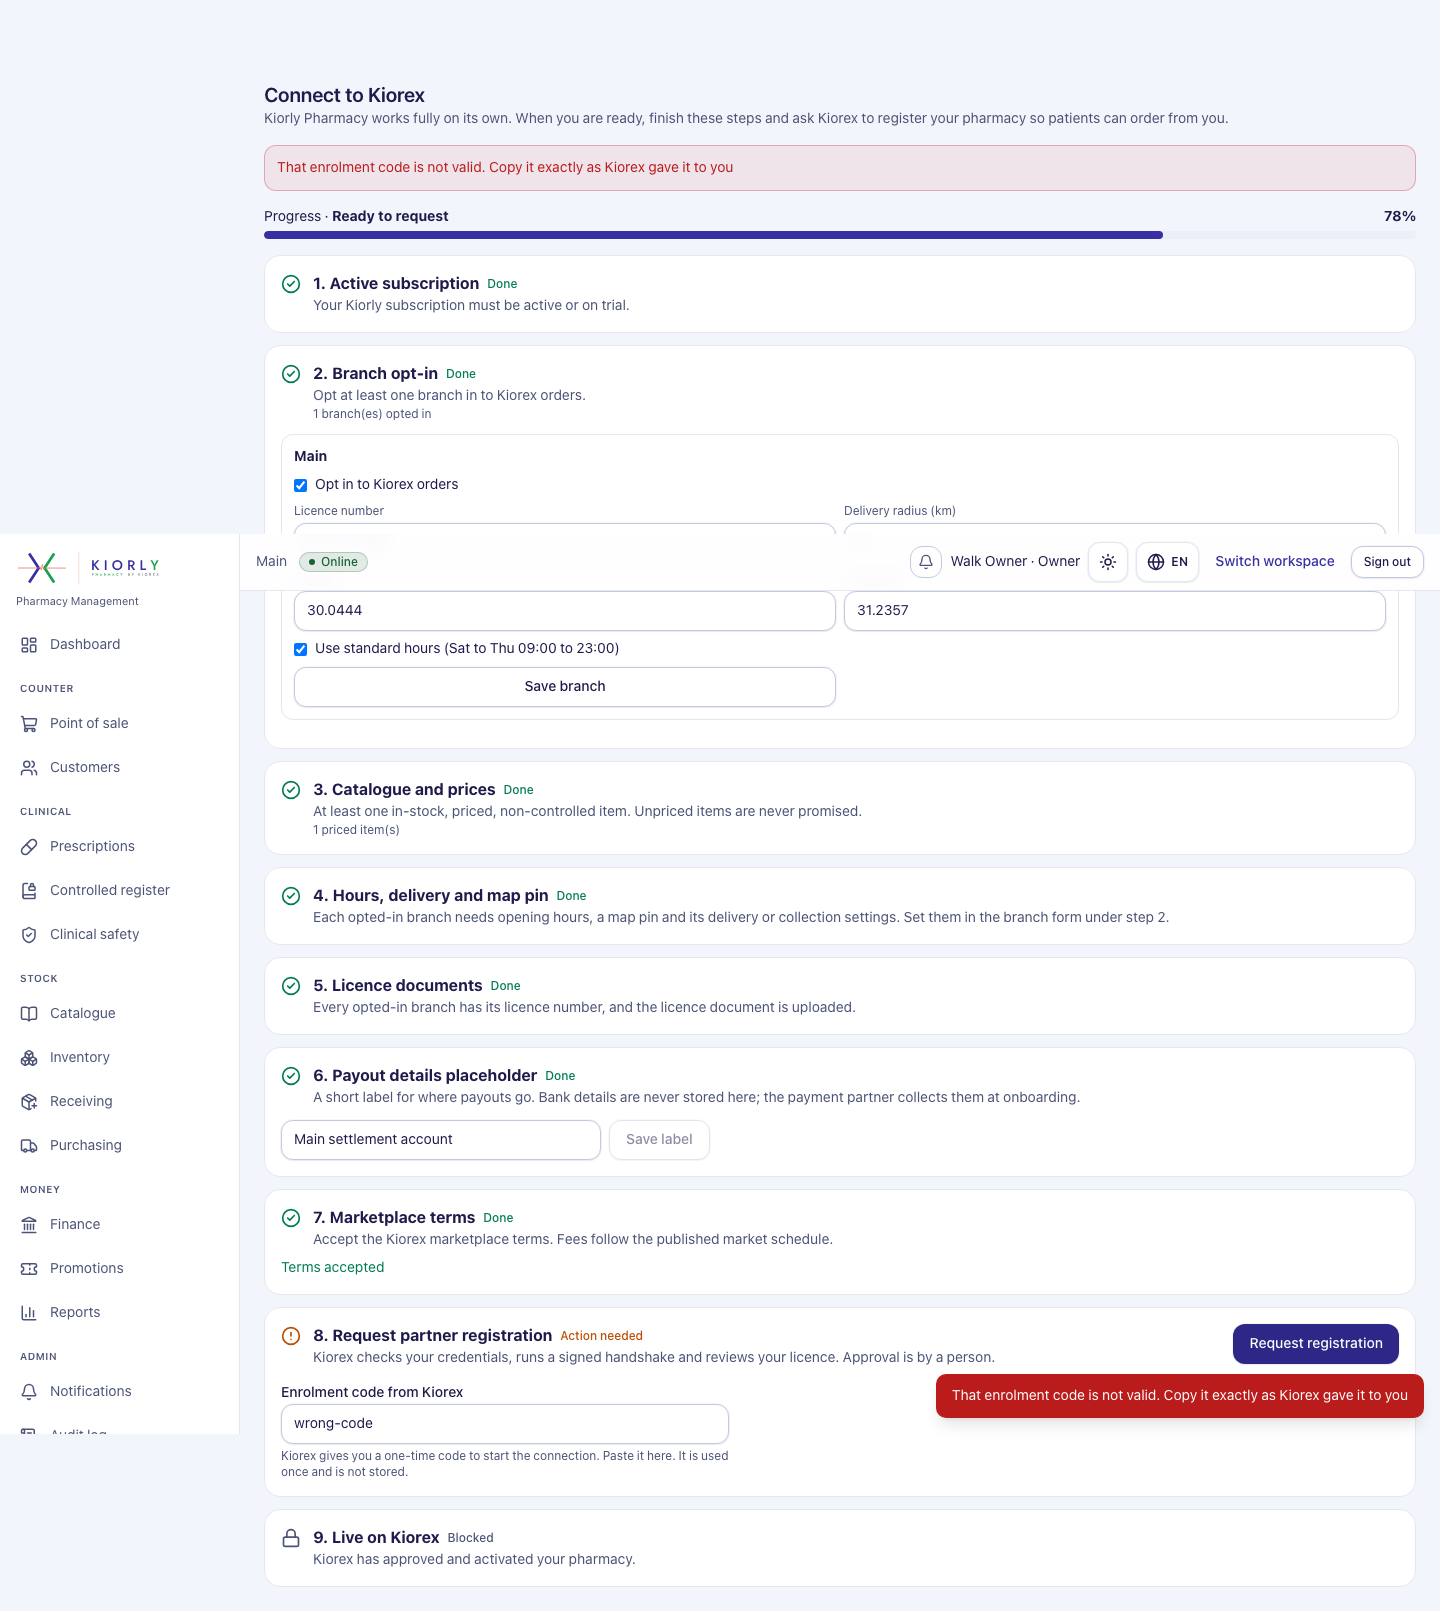 Connect to Kiorex
Kiorly Pharmacy works fully on its own. When you are ready, finish these steps and ask Kiorex to register your pharmacy so patients can order from you.
That enrolment code is not valid. Copy it exactly as Kiorex gave it to you
Progress · Ready to request
78%
1. Active subscription Done
Your Kiorly subscription must be active or on trial.
2. Branch opt-in Done
Opt at least one branch in to Kiorex orders.
1 branch(es) opted in
Main
Opt in to Kiorex orders
Licence number
Delivery radius (km)
KIORLY
PHARMACY BY KIOREX
Pharmacy Management
Main
Online
Walk Owner · Owner
EN
Switch workspace
Sign out
30.0444
31.2357
Use standard hours (Sat to Thu 09:00 to 23:00)
Save branch
Dashboard
COUNTER
Point of sale
Customers
CLINICAL
Prescriptions
Controlled register
Clinical safety
STOCK
Catalogue
Inventory
Receiving
Purchasing
MONEY
Finance
Promotions
Reports
ADMIN
Notifications
Audit log
3. Catalogue and prices Done
At least one in-stock, priced, non-controlled item. Unpriced items are never promised.
1 priced item(s)
4. Hours, delivery and map pin Done
Each opted-in branch needs opening hours, a map pin and its delivery or collection settings. Set them in the branch form under step 2.
5. Licence documents Done
Every opted-in branch has its licence number, and the licence document is uploaded.
6. Payout details placeholder Done
A short label for where payouts go. Bank details are never stored here; the payment partner collects them at onboarding.
Main settlement account
Save label
7. Marketplace terms Done
Accept the Kiorex marketplace terms. Fees follow the published market schedule.
Terms accepted
8. Request partner registration Action needed
Kiorex checks your credentials, runs a signed handshake and reviews your licence. Approval is by a person.
Request registration
Enrolment code from Kiorex
That enrolment code is not valid. Copy it exactly as Kiorex gave it to you
wrong-code
Kiorex gives you a one-time code to start the connection. Paste it here. It is used
once and is not stored.
9. Live on Kiorex Blocked
Kiorex has approved and activated your pharmacy.